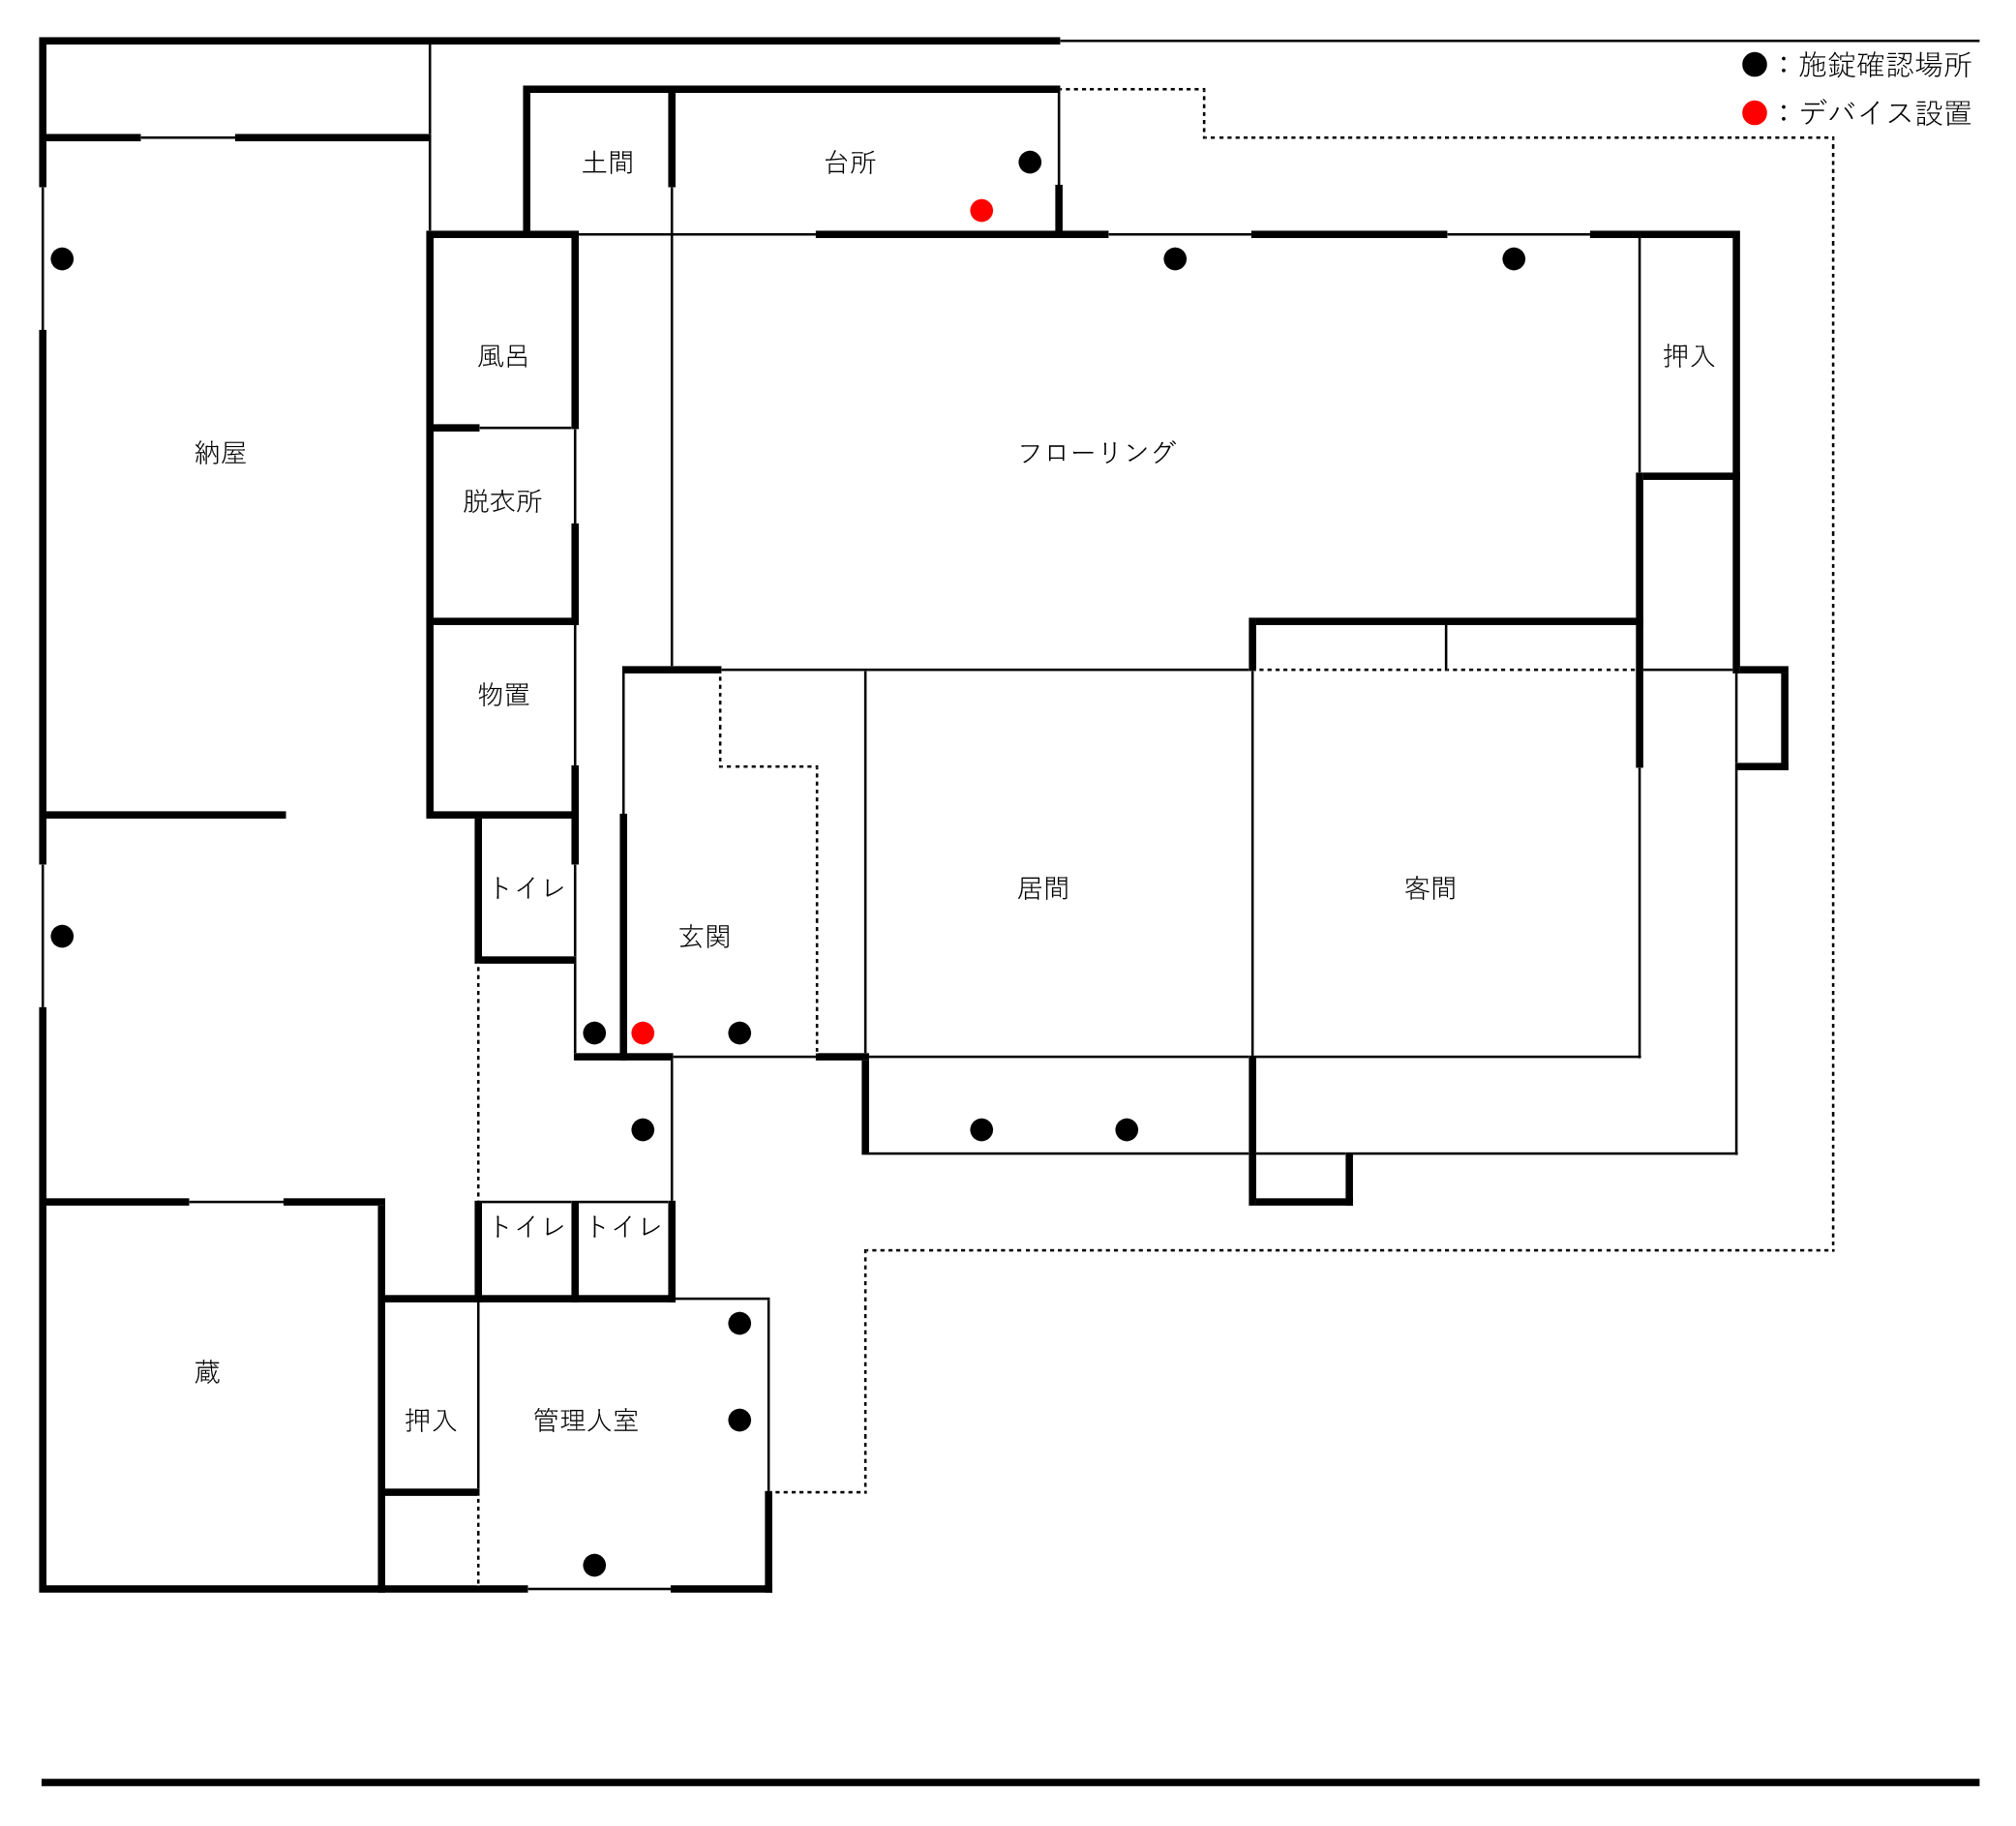 ：施錠確認場所
：デバイス設置
土間
台所
風呂
押入
納屋
フローリング
脱衣所
物置
トイレ
居間
客間
玄関
トイレ
トイレ
蔵
押入
管理人室